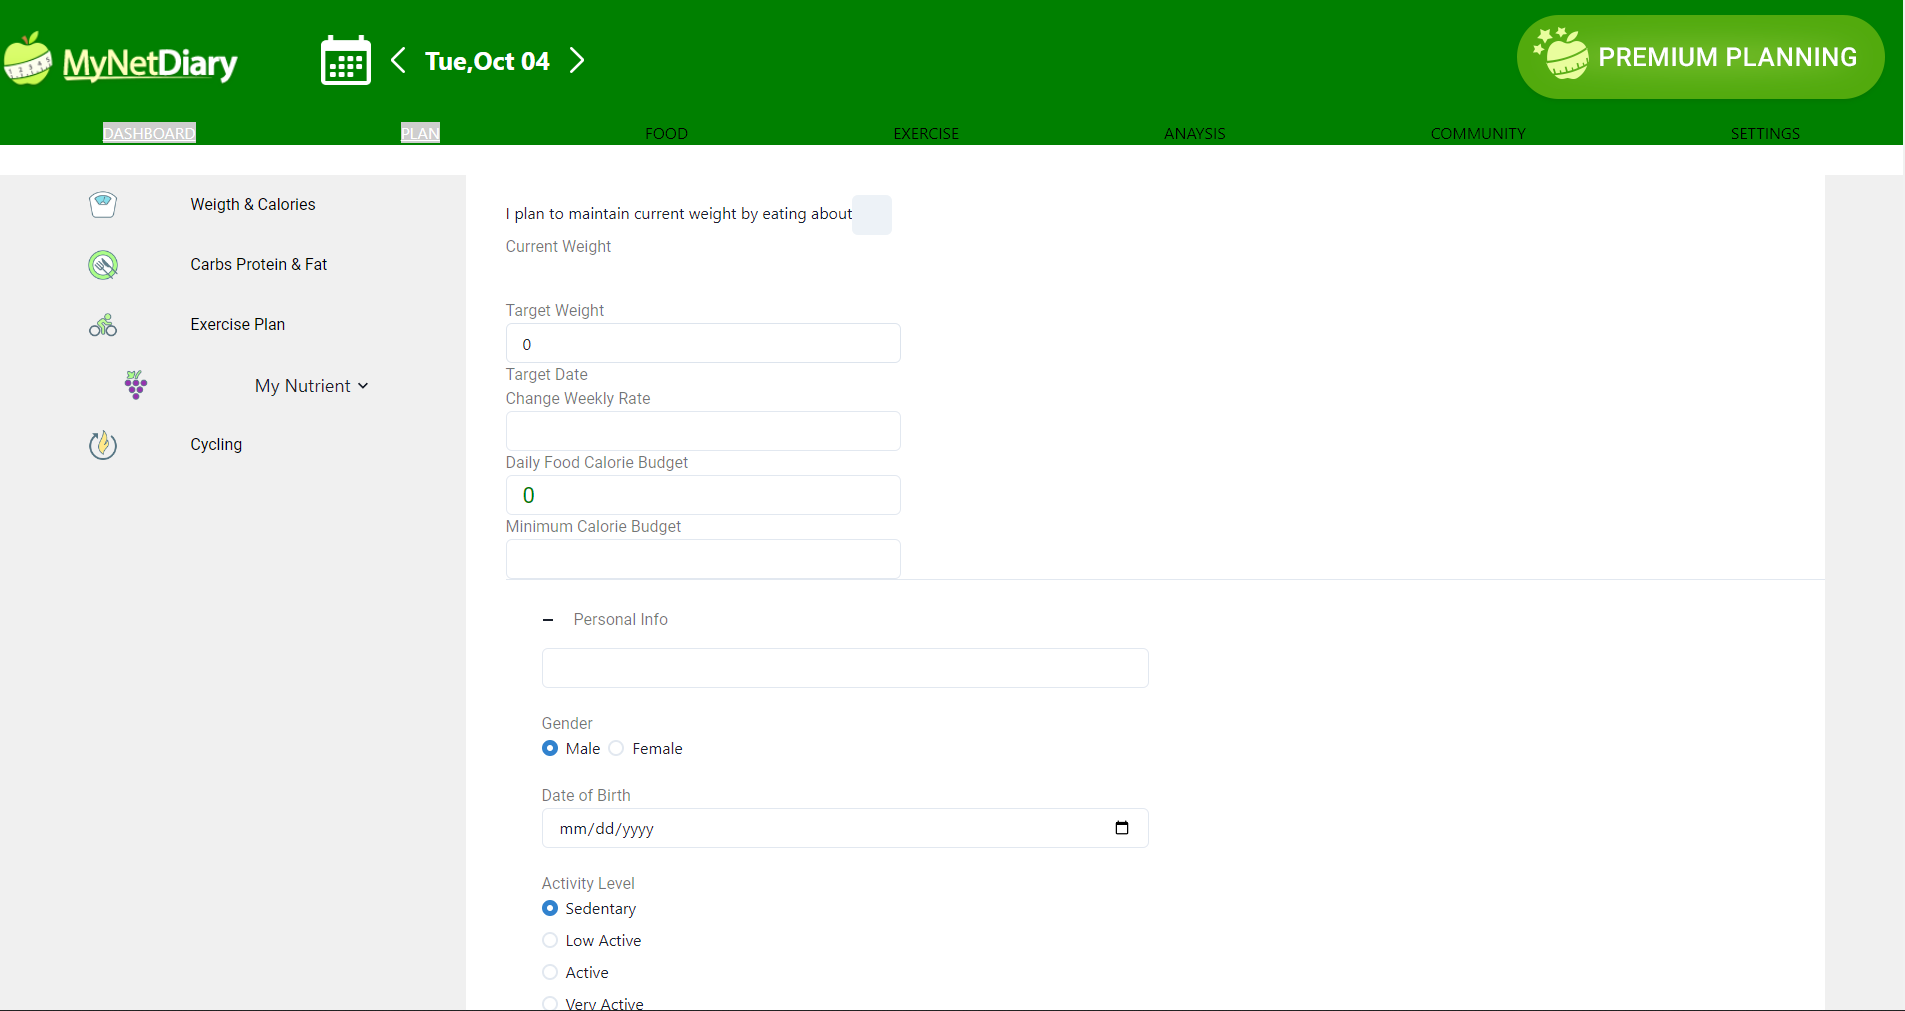 MyNetDiary
Tue,Oct 04
PREMIUM PLANNING
DASHBOARD PLAN FOOD EXERCISE ANAYSIS COMMUNITY SETTINGS
Weigth & Calories
Carbs Protein & Fat
Exercise Plan
My Nutrient
Cycling
I plan to maintain current weight by eating about
Current Weight
Target Weight
0
Target Date
Change Weekly Rate
Daily Food Calorie Budget
0
Minimum Calorie Budget
Personal Info
Gender
Male Female
Date of Birth
mm/dd/yyyy
Activity Level
Sedentary
Low Active
Active
Very Active